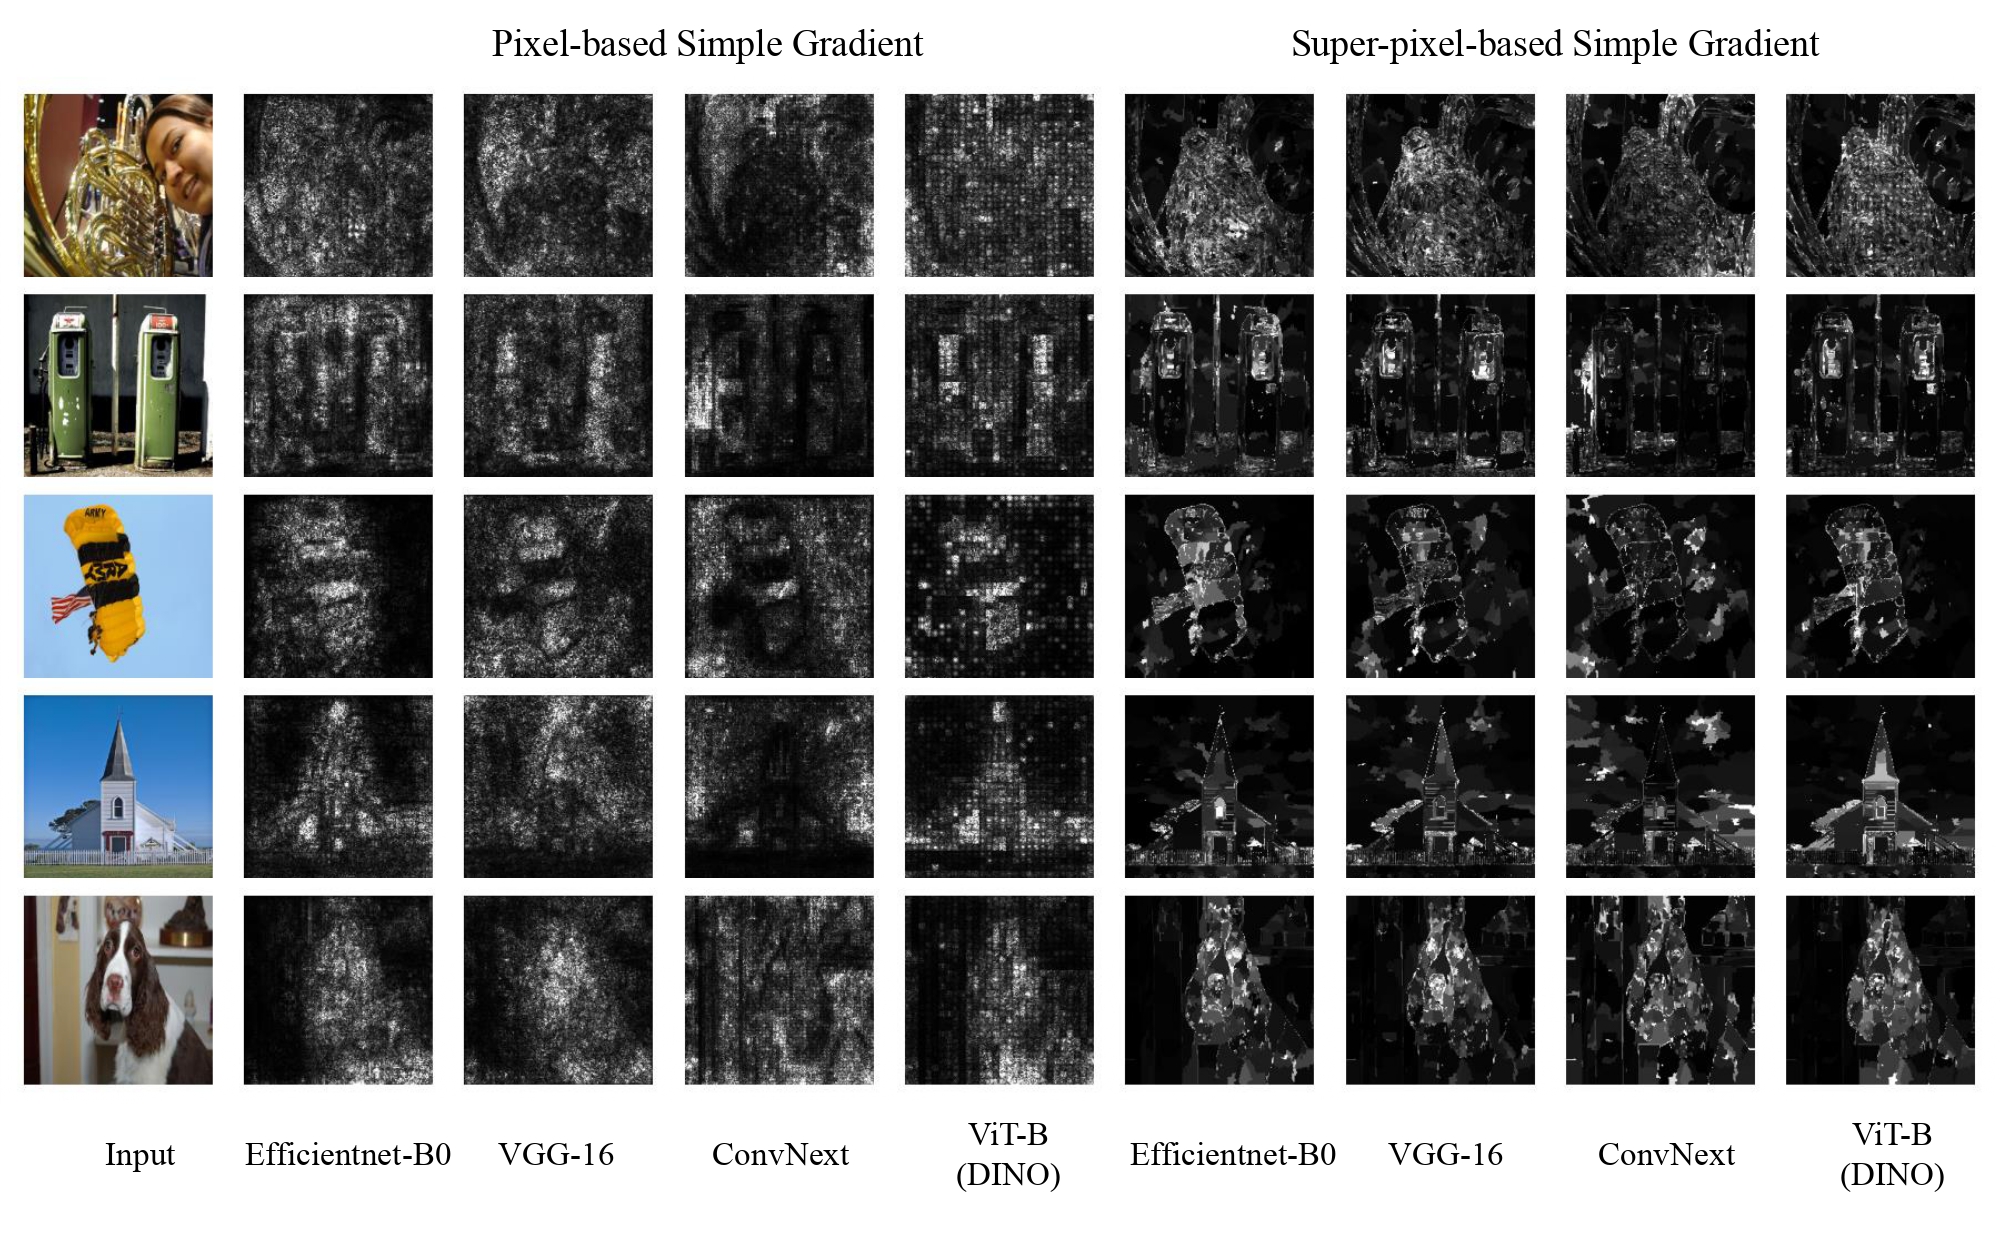 Pixel-based Simple Gradient
Super-pixel-based Simple Gradient
ARMY
Input
Efficientnet-B0
VGG-16
ConvNext
ViT-B
(DINO)
Efficientnet-B0
VGG-16
ConvNext
ViT-B
(DINO)